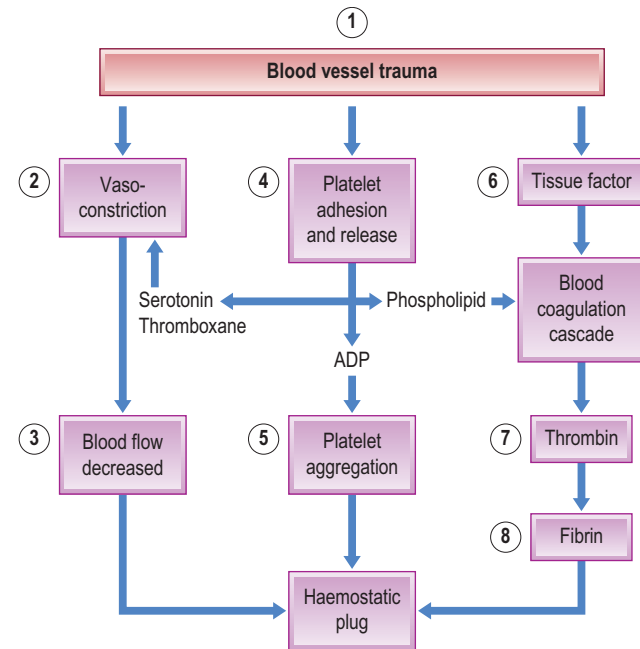 1
Blood vessel trauma
2
Vaso-
constriction
4
Platelet
adhesion
and release
6
Tissue factor
Serotonin
Thromboxane
Phospholipid
Blood
coagulation
cascade
ADP
3
Blood flow
decreased
5
Platelet
aggregation
7
Thrombin
8
Fibrin
Haemostatic
plug